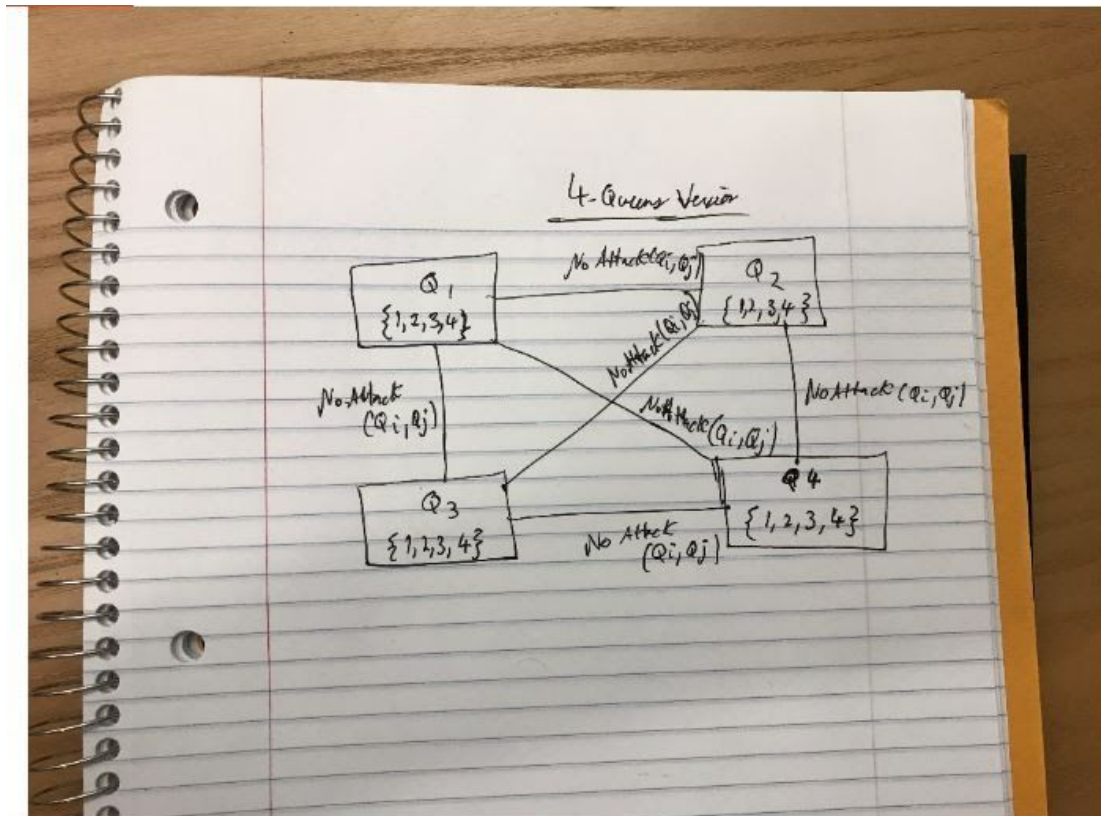 4-Queens Version
No Attack(Qi,Qj)
Q1
{1,2,3,4}
Q2
{1,2,3,4}
NoAttack(Qi,Qj)
NoAttack
(Qi,Qj)
NoAttack(Qi,Qj)
NoAttack(Qi,Qj)
Q3
{1,2,3,4}
Q4
{1,2,3,4}
No Attack
(Qi,Qj)